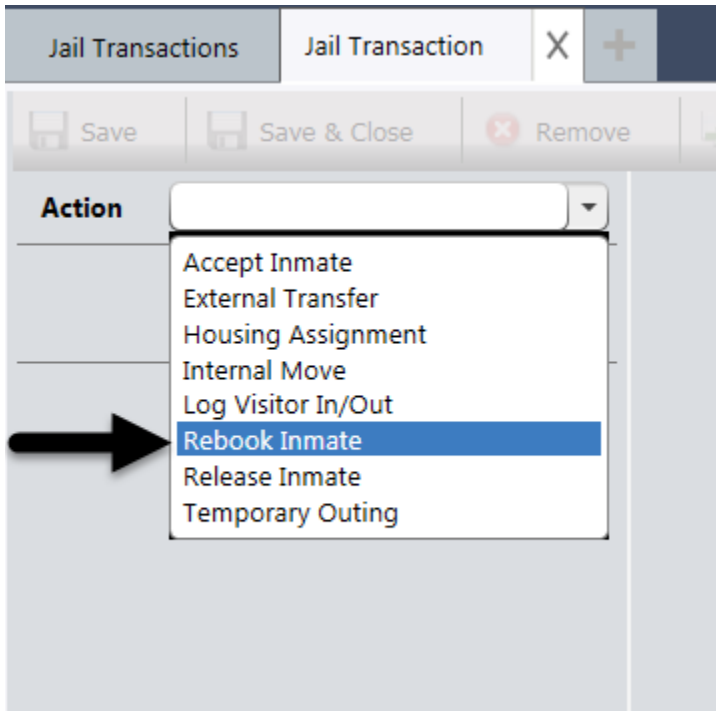 Jail Transactions Jail Transaction X +
Save Save & Close Remove
Action
Accept Inmate
External Transfer
Housing Assignment
Internal Move
Log Visitor In/Out
Rebook Inmate
Release Inmate
Temporary Outing